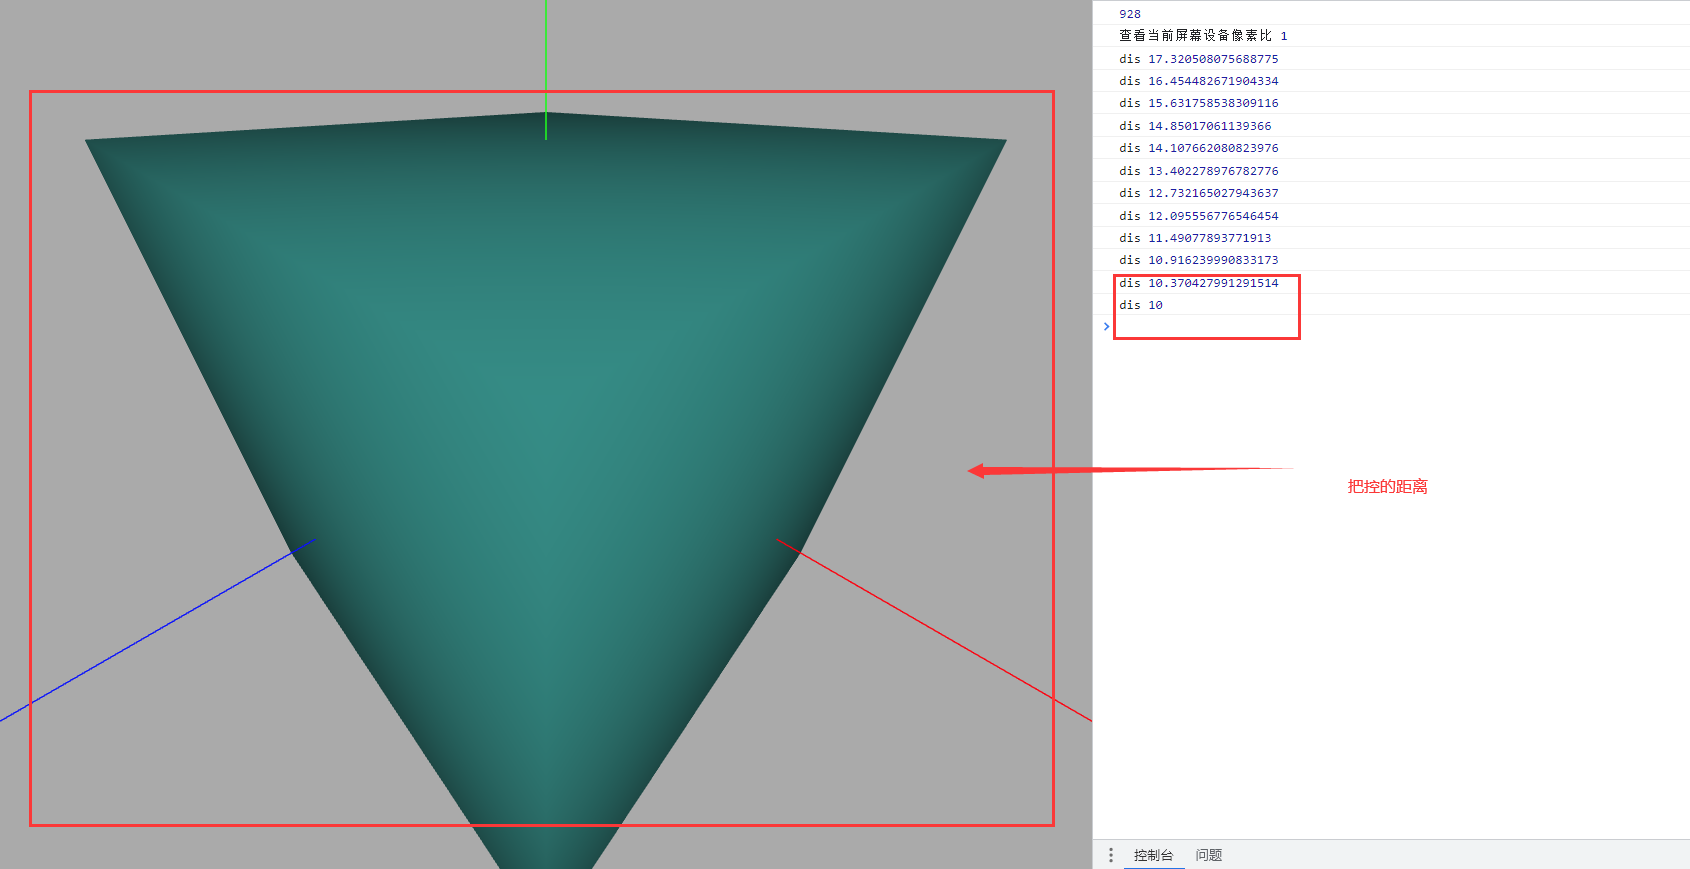 928
查看当前屏幕设备像素比 1
dis 17.320508075688775
dis 16.454482671904334
dis 15.631758538309116
dis 14.85017061139366
dis 14.107662080823976
dis 13.402278976782776
dis 12.732165027943637
dis 12.095556776546454
dis 11.49077893771913
dis 10.916239990833173
dis 10.370427991291514
dis 10
把控的距离
控制台 问题